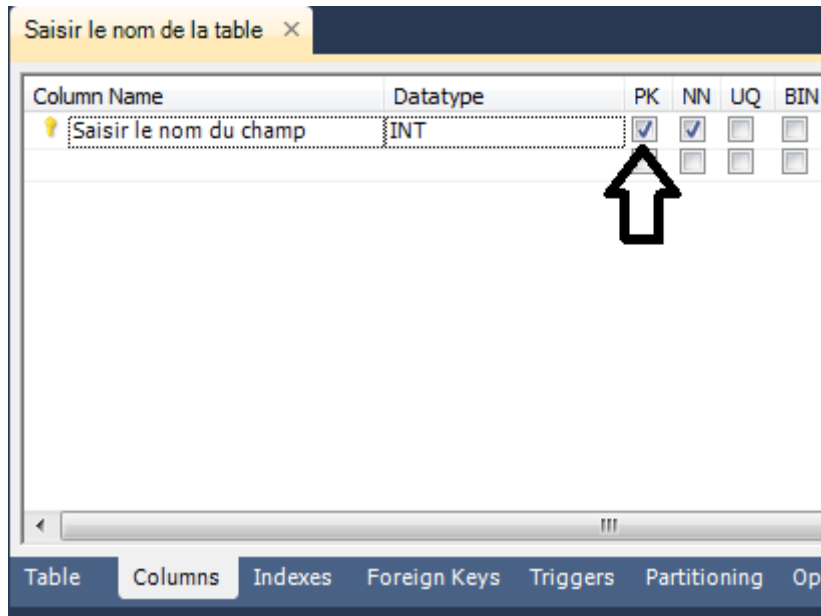 Saisir le nom de la table ×
Column Name Datatype PK NN UQ BIN
Saisir le nom du champ INT
Table Columns Indexes Foreign Keys Triggers Partitioning Op